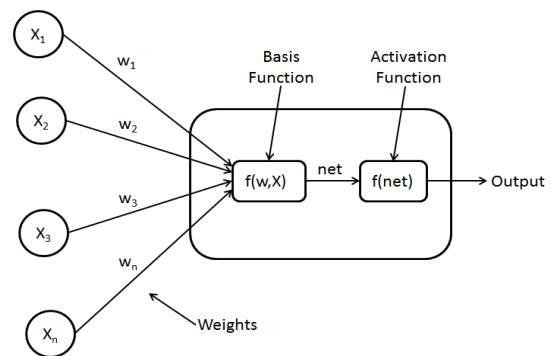 X₁
X₂
X₃
Xₙ
w₁
w₂
w₃
wₙ
Basis
Function
Activation
Function
f(w,X)
net
f(net)
Output
Weights